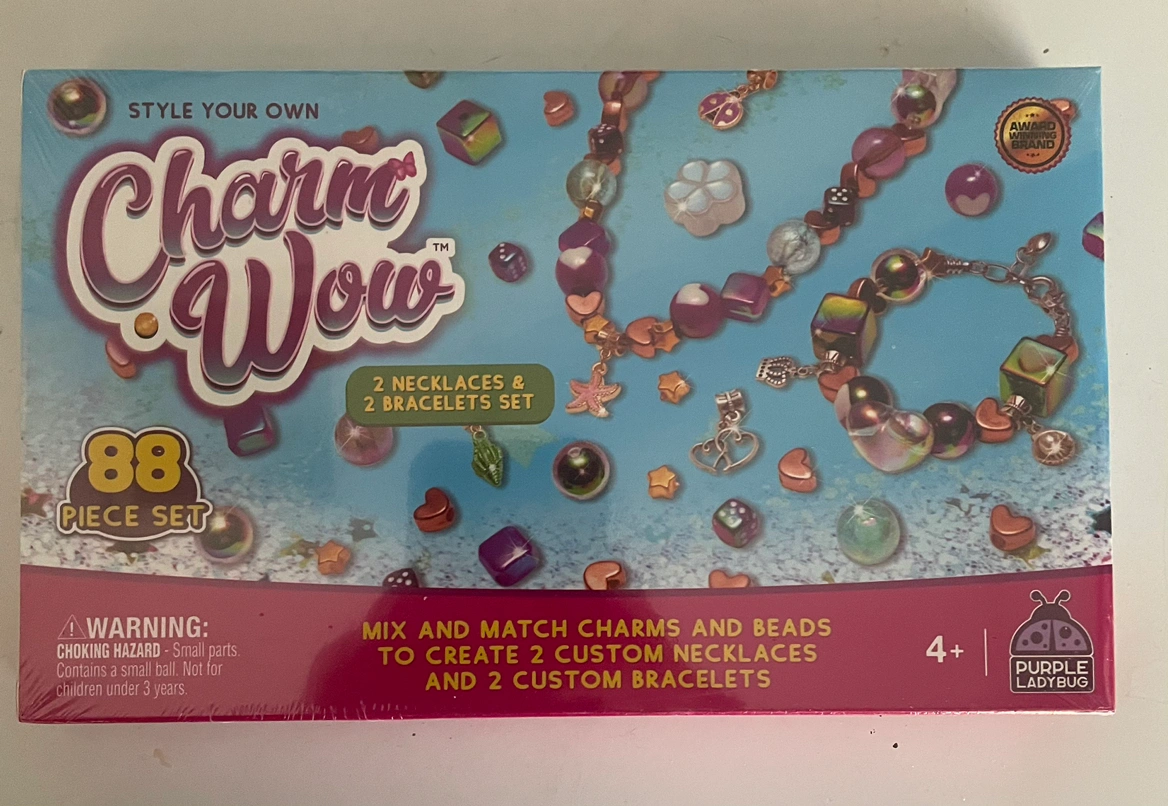 STYLE YOUR OWN
Charm
Wow™
AWARD
WINNING
BRAND
2 NECKLACES &
2 BRACELETS SET
88
PIECE SET
⚠WARNING:
CHOKING HAZARD - Small parts.
Contains a small ball. Not for
children under 3 years.
MIX AND MATCH CHARMS AND BEADS
TO CREATE 2 CUSTOM NECKLACES
AND 2 CUSTOM BRACELETS
4+
PURPLE
LADYBUG